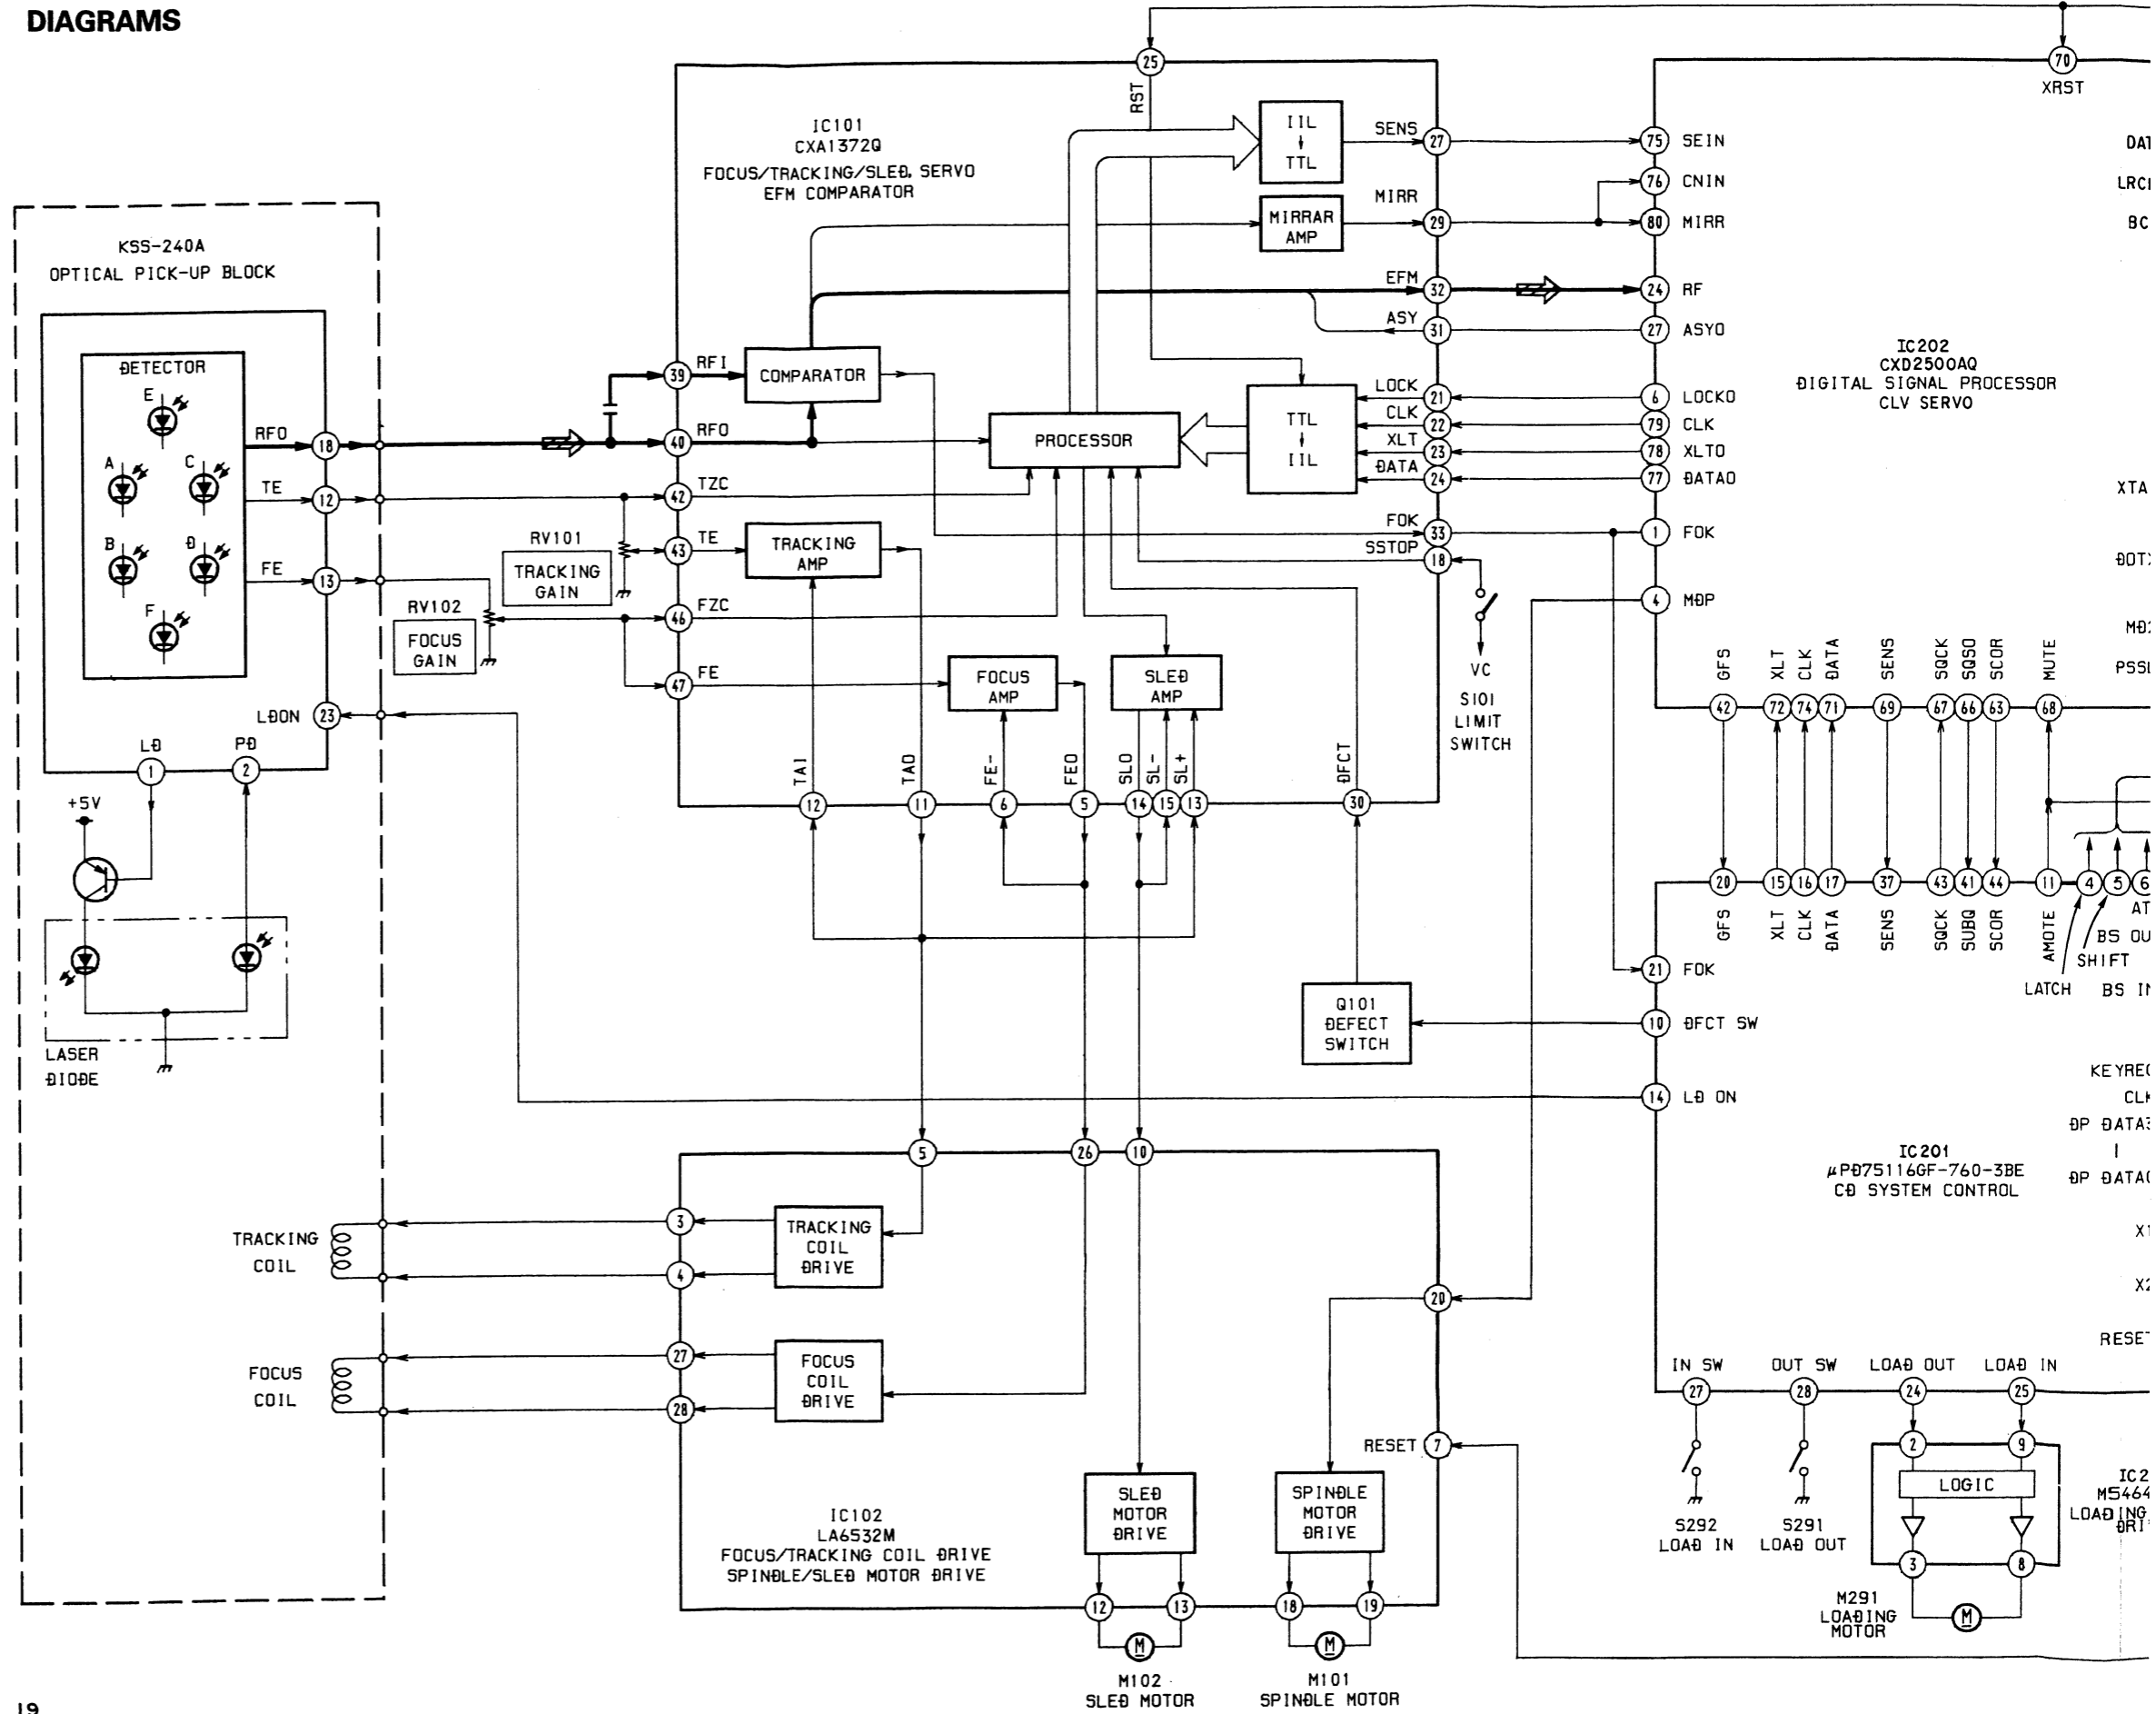 DIAGRAMS
25
RST
70
XRST
IC101
CXA1372Q
FOCUS/TRACKING/SLED, SERVO
EFM COMPARATOR
IIL
↓
TTL
SENS
27
75
SEIN
76
CNIN
MIRRAR
AMP
MIRR
29
80
MIRR
EFM
32
24
RF
ASY
31
27
ASYO
KSS-240A
OPTICAL PICK-UP BLOCK
DETECTOR
E
A
C
B
D
F
RFO
18
TE
12
FE
13
LDON
23
LD
1
PD
2
+5V
LASER
DIODE
39
RFI
COMPARATOR
40
RFO
PROCESSOR
TTL
↓
IIL
LOCK
21
6
LOCKO
CLK
22
79
CLK
XLT
23
78
XLTO
DATA
24
77
DATAO
IC202
CXD2500AQ
DIGITAL SIGNAL PROCESSOR
CLV SERVO
42
TZC
RV101
TRACKING
GAIN
43
TE
TRACKING
AMP
FOK
33
1
FOK
SSTOP
18
RV102
FOCUS
GAIN
46
FZC
47
FE
FOCUS
AMP
SLED
AMP
4
MDP
VC
S101
LIMIT
SWITCH
TAI
TAO
FE-
FEO
SLO
SL-
SL+
DFCT
12
11
6
5
14
15
13
30
GFS
XLT
CLK
DATA
SENS
SQCK
SQSO
SCOR
MUTE
42
72
74
71
69
67
66
63
68
20
15
16
17
37
43
41
44
11
4
5
6
GFS
XLT
CLK
DATA
SENS
SQCK
SUBQ
SCOR
AMOTE
LATCH
SHIFT
21
FOK
Q101
DEFECT
SWITCH
10
DFCT SW
14
LD ON
IC201
μPD75116GF-760-3BE
CD SYSTEM CONTROL
5
26
10
TRACKING
COIL
3
4
TRACKING
COIL
DRIVE
FOCUS
COIL
27
28
FOCUS
COIL
DRIVE
20
RESET
7
IC102
LA6532M
FOCUS/TRACKING COIL DRIVE
SPINDLE/SLED MOTOR DRIVE
SLED
MOTOR
DRIVE
SPINDLE
MOTOR
DRIVE
12
13
18
19
M
M102
SLED MOTOR
M
M101
SPINDLE MOTOR
IN SW
OUT SW
LOAD OUT
LOAD IN
27
28
24
25
S292
LOAD IN
S291
LOAD OUT
2
9
LOGIC
3
8
M291
LOADING
MOTOR
M
LOADING
19